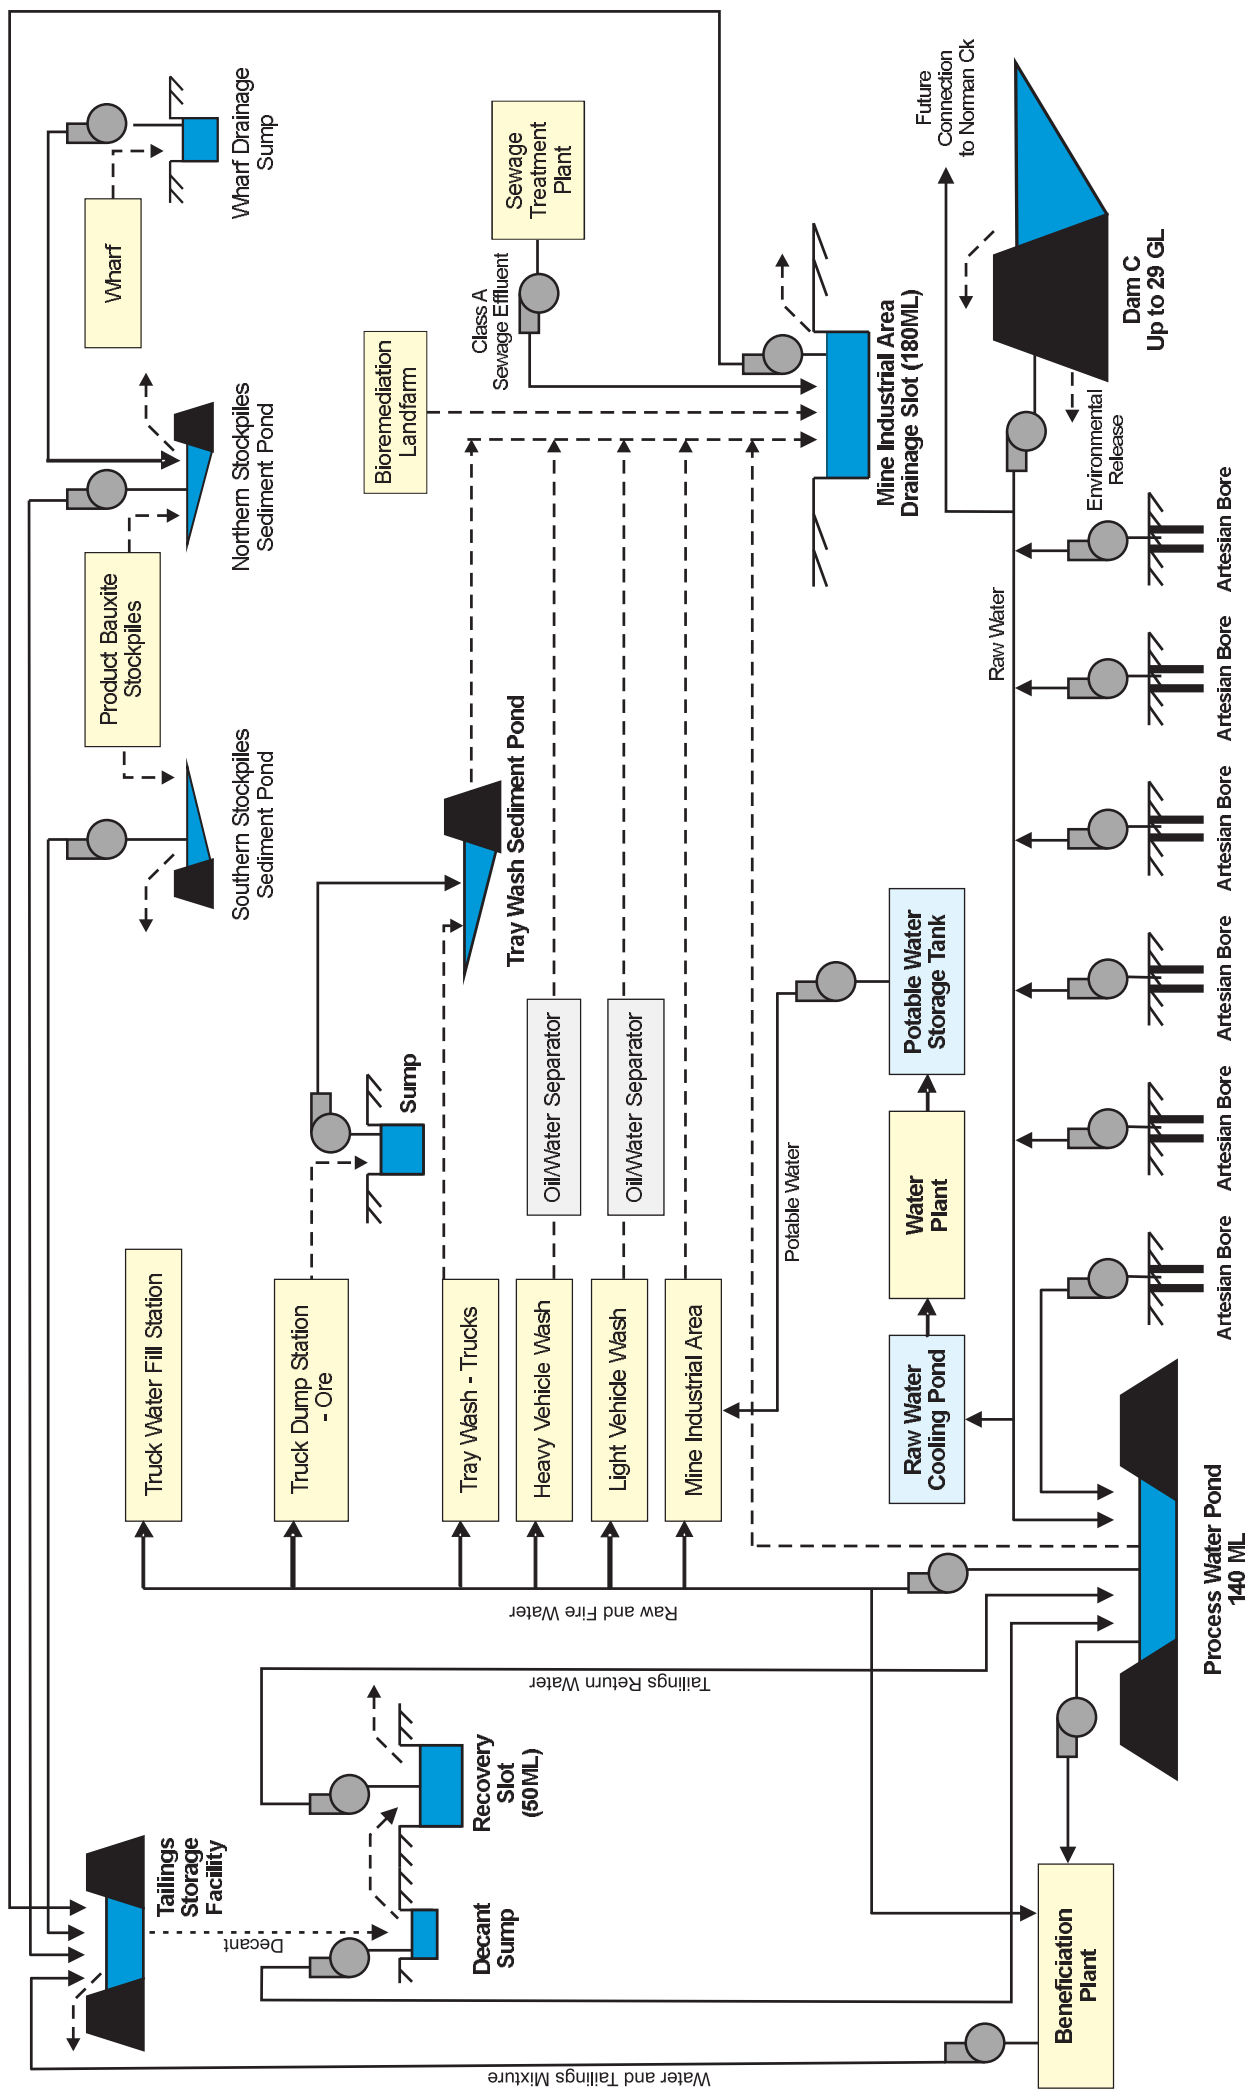 Tailings
Storage
Facility
Decant
Decant
Sump
Recovery
Slot
(50ML)
Water and Tailings Mixture
Tailings Return Water
Raw and Fire Water
Beneficiation
Plant
Process Water Pond
140 ML
Truck Water Fill Station
Truck Dump Station
- Ore
Tray Wash - Trucks
Heavy Vehicle Wash
Light Vehicle Wash
Mine Industrial Area
Sump
Oil/Water Separator
Oil/Water Separator
Tray Wash Sediment Pond
Potable Water
Raw Water
Cooling Pond
Water
Plant
Potable Water
Storage Tank
Southern Stockpiles
Sediment Pond
Product Bauxite
Stockpiles
Northern Stockpiles
Sediment Pond
Wharf
Wharf Drainage
Sump
Bioremediation
Landfarm
Class A
Sewage Effluent
Sewage
Treatment
Plant
Mine Industrial Area
Drainage Slot (180ML)
Future
Connection
to Norman Ck
Dam C
Up to 29 GL
Environmental
Release
Raw Water
Artesian Bore
Artesian Bore
Artesian Bore
Artesian Bore
Artesian Bore
Artesian Bore